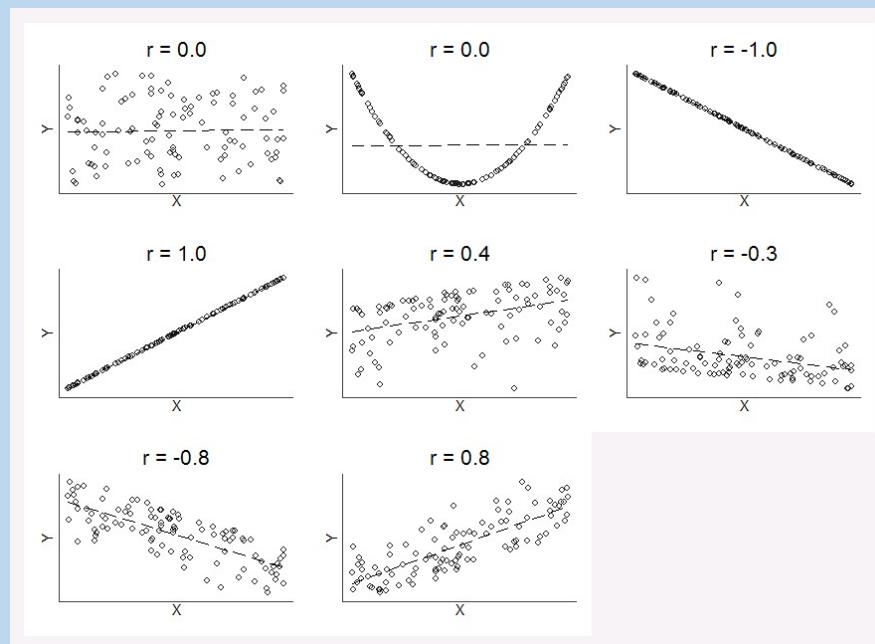 r = 0.0
Y
X
r = 0.0
Y
X
r = -1.0
Y
X
r = 1.0
Y
X
r = 0.4
Y
X
r = -0.3
Y
X
r = -0.8
Y
X
r = 0.8
Y
X